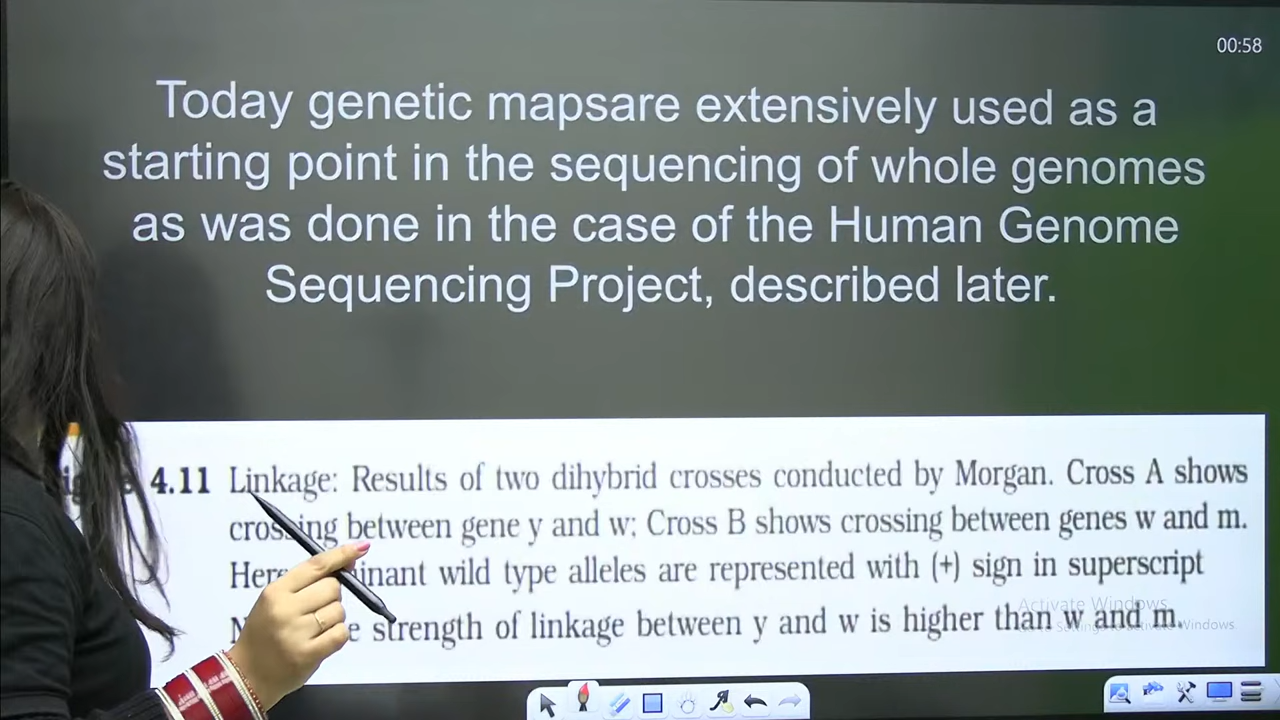 00:58
Today genetic mapsare extensively used as a
starting point in the sequencing of whole genomes
as was done in the case of the Human Genome
Sequencing Project, described later.
4.11 Linkage: Results of two dihybrid crosses conducted by Morgan. Cross A shows
crossing between gene y and w; Cross B shows crossing between genes w and m.
Here wild type alleles are represented with (+) sign in superscript
strength of linkage between y and w is higher than w and m.
Activate Windows